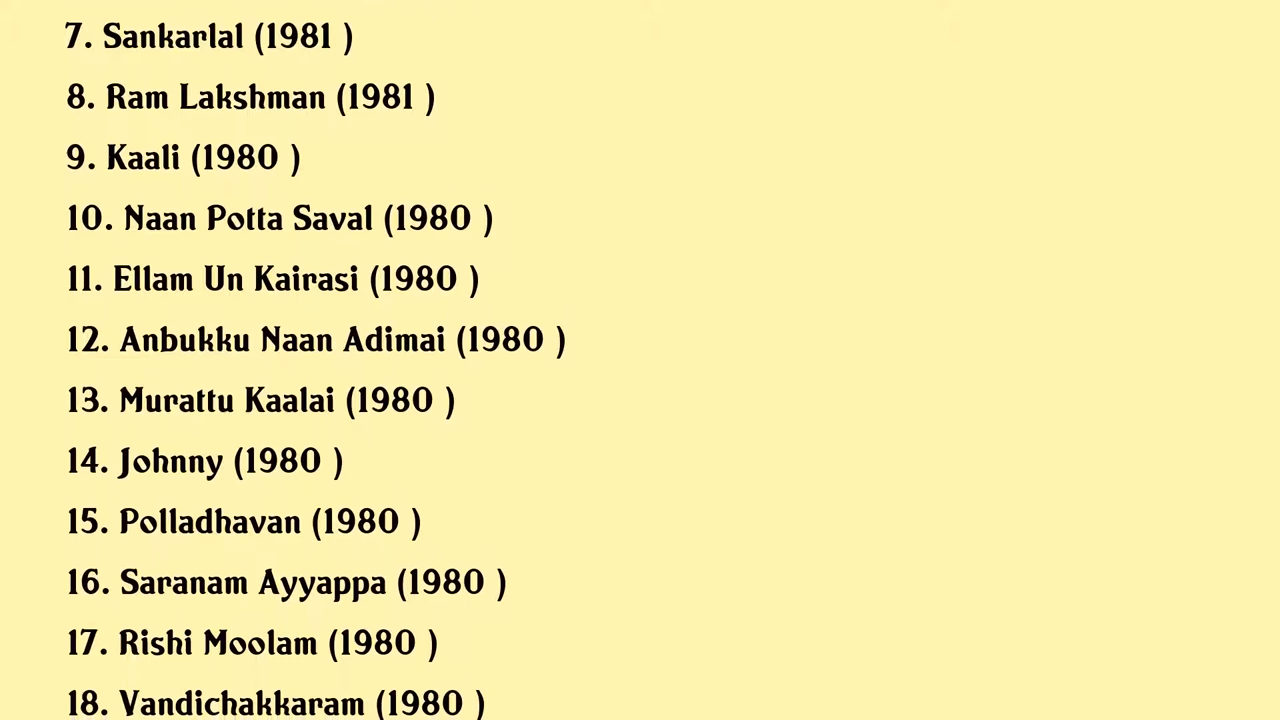 7. Sankarlal (1981 )
8. Ram Lakshman (1981 )
9. Kaali (1980 )
10. Naan Potta Saval (1980 )
11. Ellam Un Kairasi (1980 )
12. Anbukku Naan Adimai (1980 )
13. Murattu Kaalai (1980 )
14. Johnny (1980 )
15. Polladhavan (1980 )
16. Saranam Ayyappa (1980 )
17. Rishi Moolam (1980 )
18. Vandichakkaram (1980 )